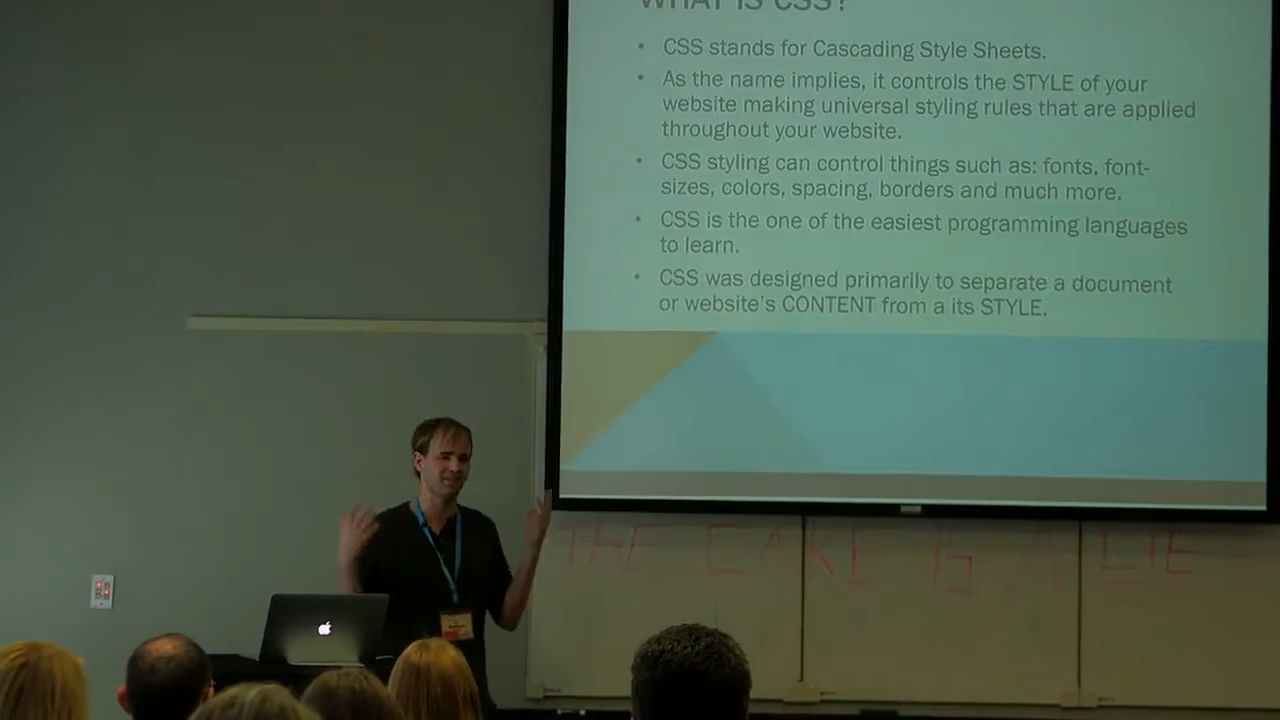 WHAT IS CSS?
• CSS stands for Cascading Style Sheets.
• As the name implies, it controls the STYLE of your
website making universal styling rules that are applied
throughout your website.
• CSS styling can control things such as: fonts, font-
sizes, colors, spacing, borders and much more.
• CSS is the one of the easiest programming languages
to learn.
• CSS was designed primarily to separate a document
or website's CONTENT from a its STYLE.
THE CAKE IS A LIE